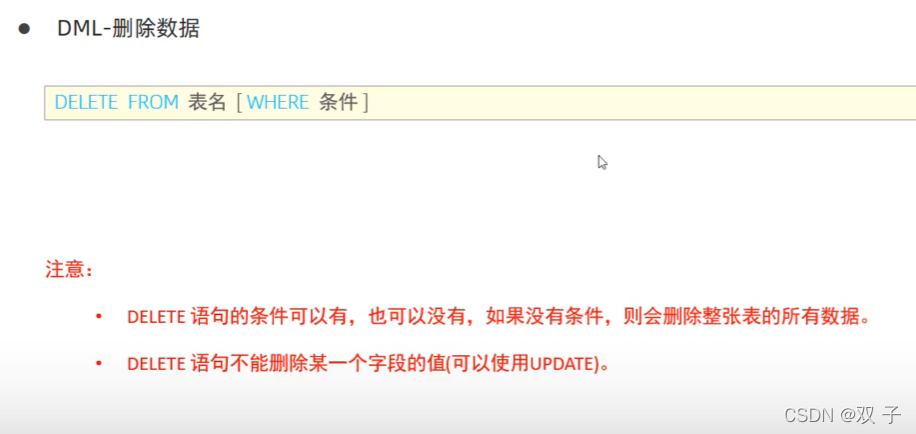 ● DML-删除数据
DELETE FROM 表名 [ WHERE 条件 ]
注意：
• DELETE 语句的条件可以有，也可以没有，如果没有条件，则会删除整张表的所有数据。
• DELETE 语句不能删除某一个字段的值(可以使用UPDATE)。
CSDN @双 子